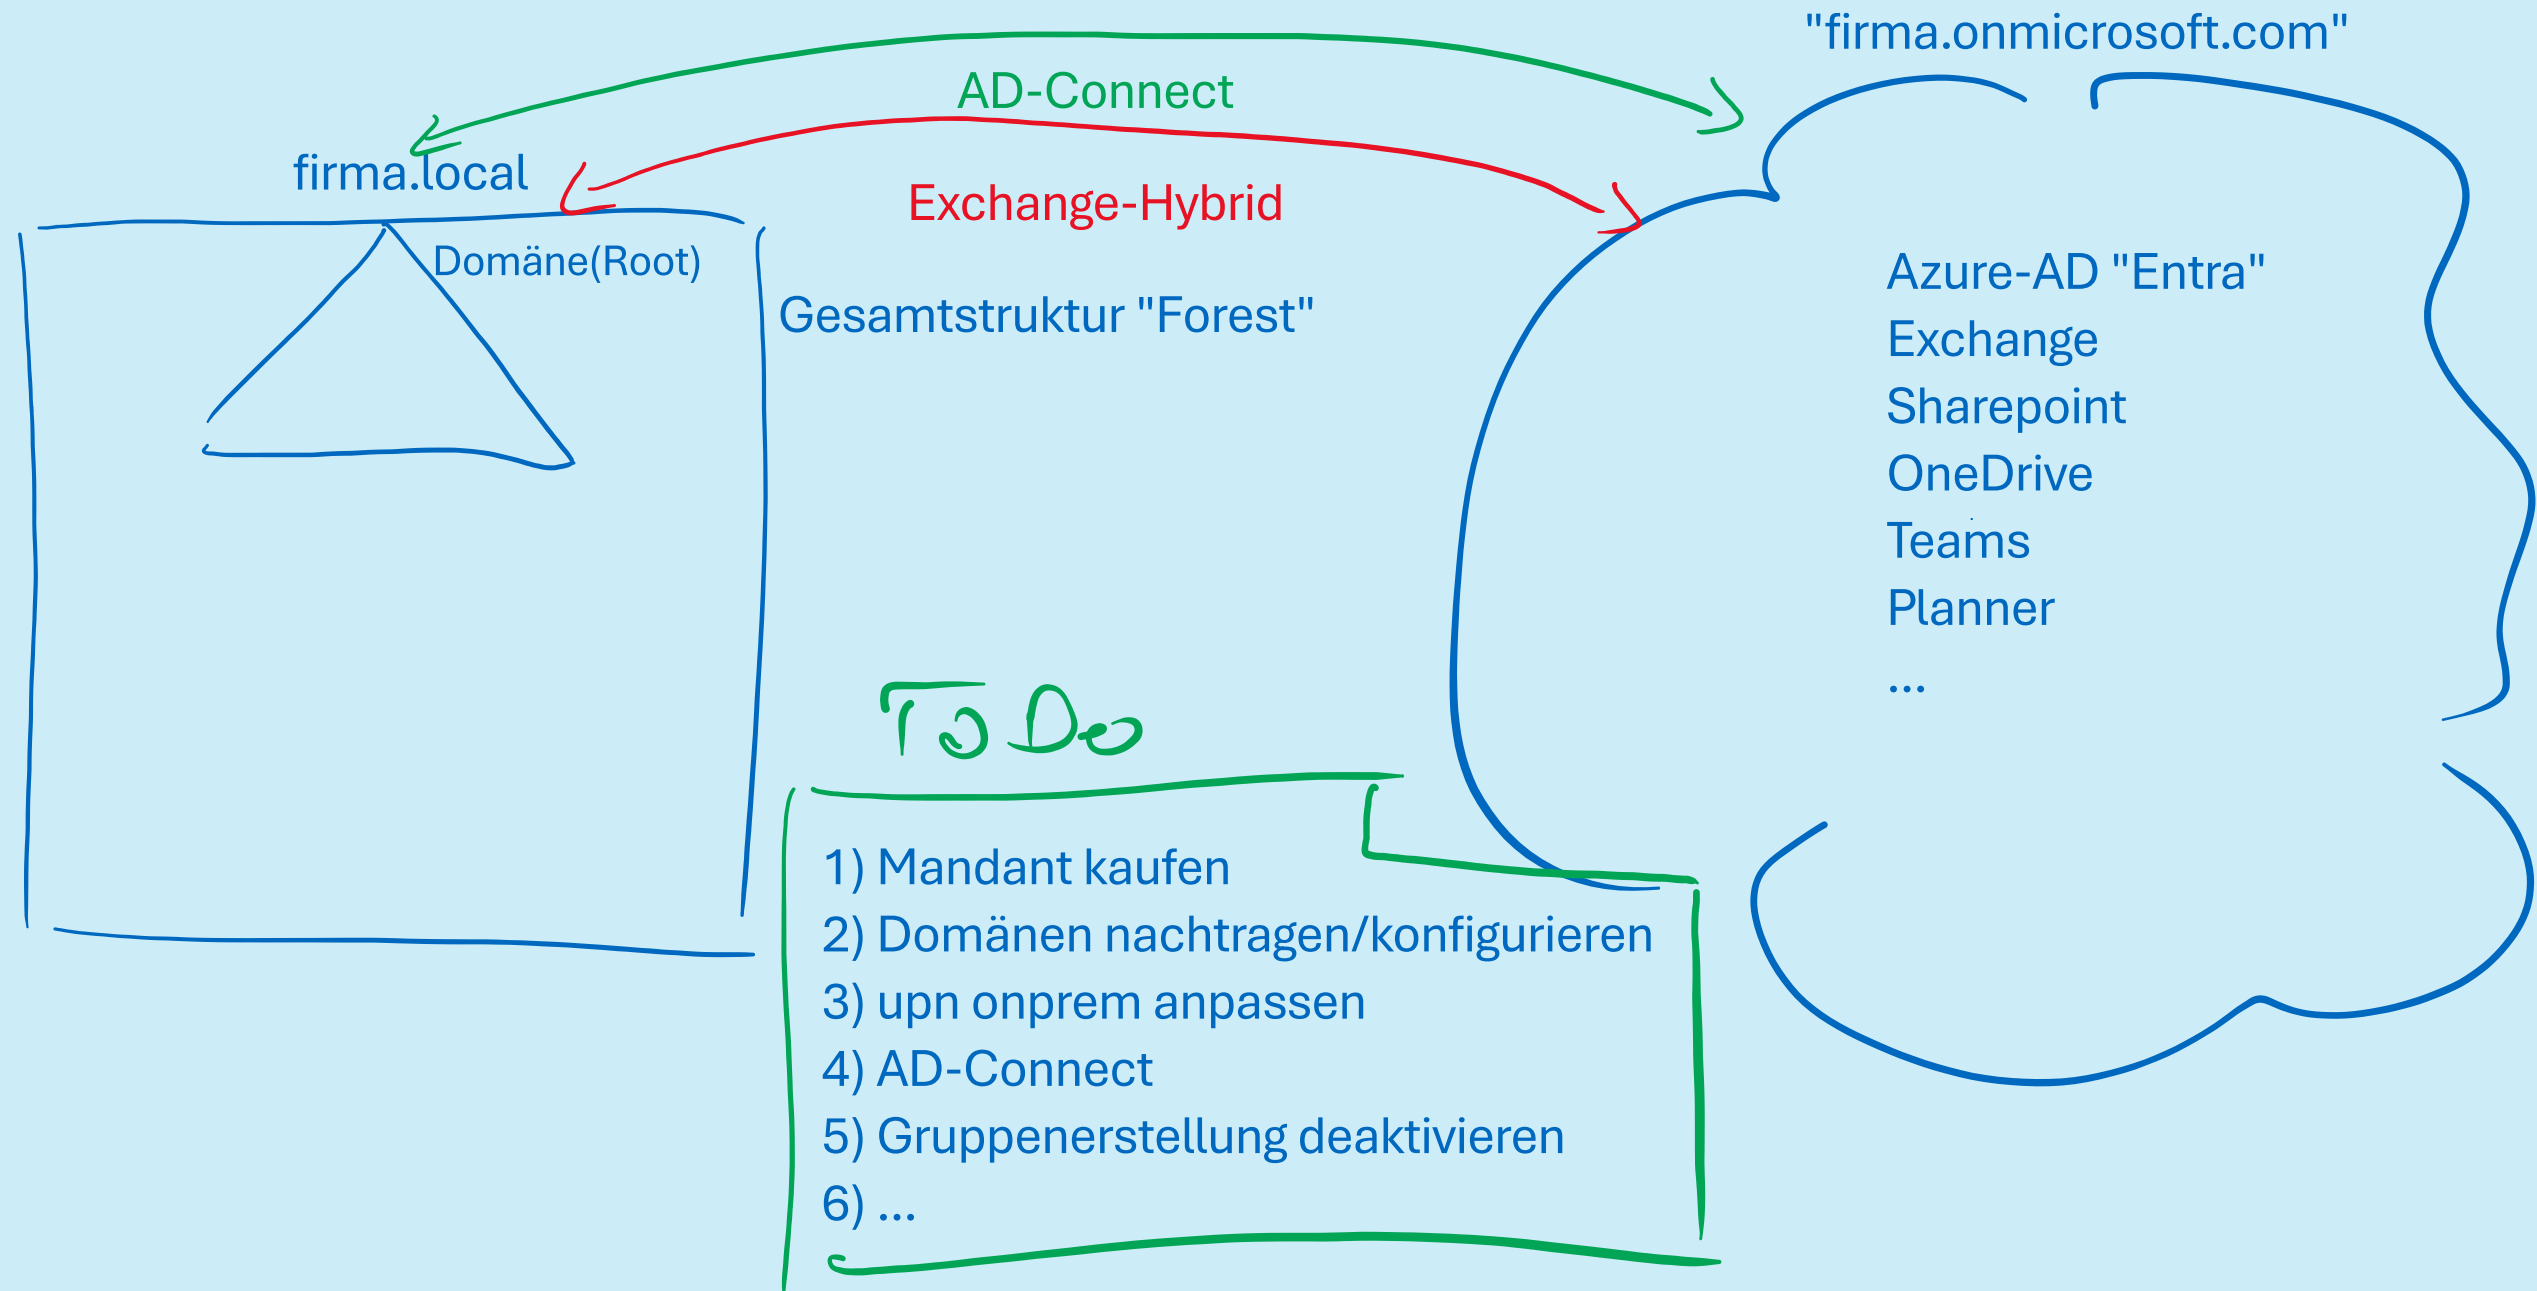 "firma.onmicrosoft.com"
AD-Connect
firma.local
Exchange-Hybrid
Domäne(Root)
Gesamtstruktur "Forest"
Azure-AD "Entra"
Exchange
Sharepoint
OneDrive
Teams
Planner
...
To Do
1) Mandant kaufen
2) Domänen nachtragen/konfigurieren
3) upn onprem anpassen
4) AD-Connect
5) Gruppenerstellung deaktivieren
6) ...